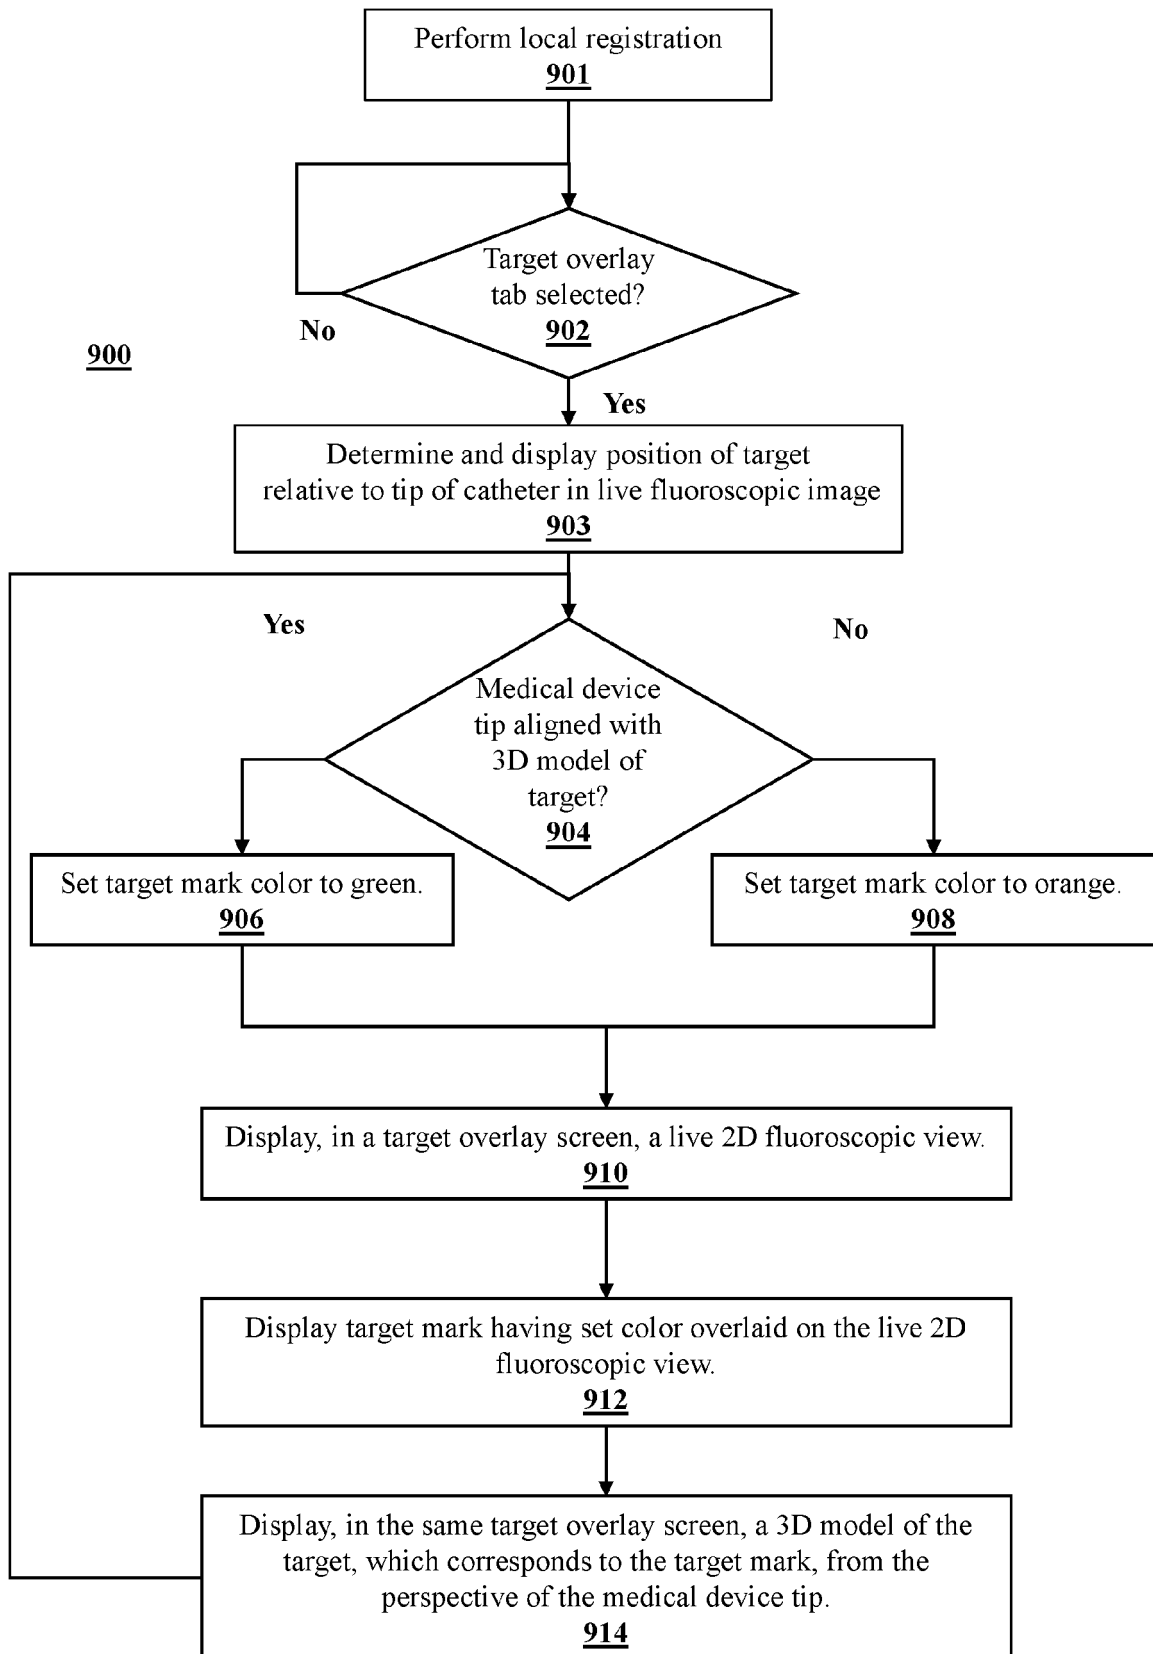 Perform local registration
901
Target overlay
tab selected?
902
No
900
Yes
Determine and display position of target
relative to tip of catheter in live fluoroscopic image
903
Yes
No
Medical device
tip aligned with
3D model of
target?
904
Set target mark color to green.
906
Set target mark color to orange.
908
Display, in a target overlay screen, a live 2D fluoroscopic view.
910
Display target mark having set color overlaid on the live 2D
fluoroscopic view.
912
Display, in the same target overlay screen, a 3D model of the
target, which corresponds to the target mark, from the
perspective of the medical device tip.
914